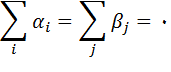 ∑_i α_i = ∑_j β_j = ·